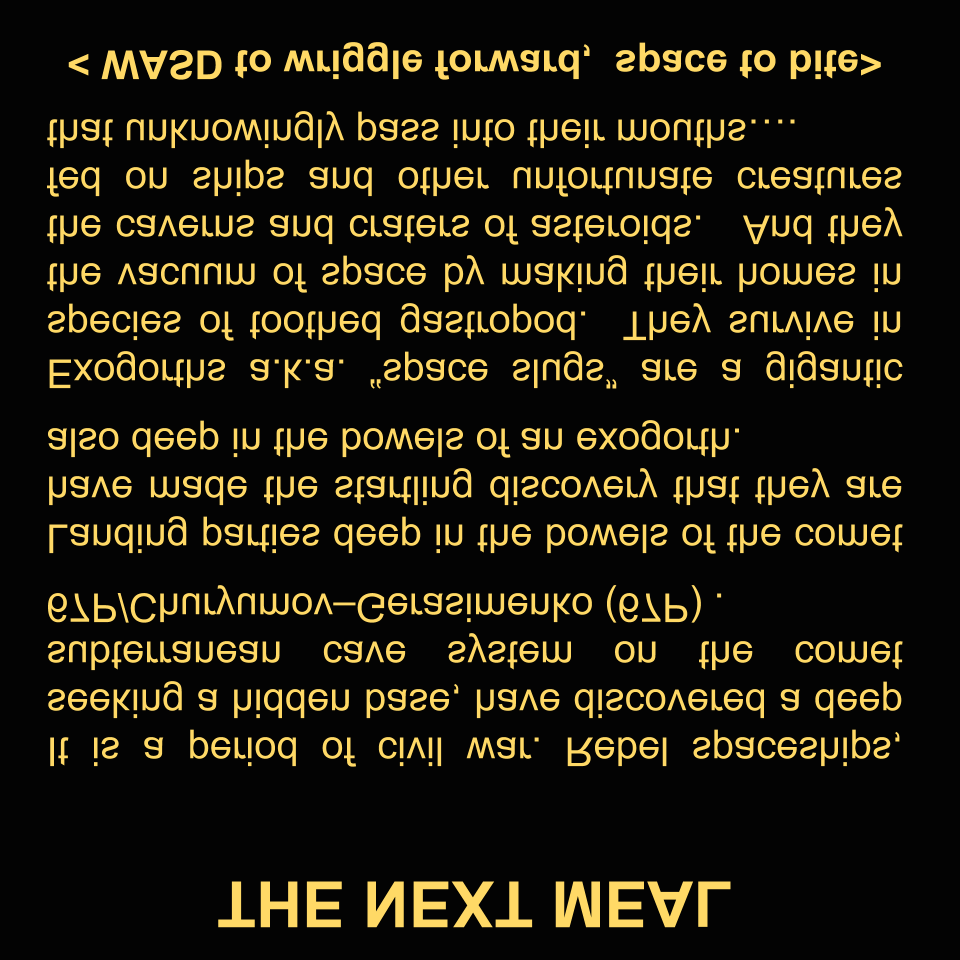 THE NEXT MEAL
It is a period of civil war. Rebel spaceships,
seeking a hidden base, have discovered a deep
subterranean cave system on the comet
67P/Churyumov–Gerasimenko (67P) .
Landing parties deep in the bowels of the comet
have made the startling discovery that they are
also deep in the bowels of an exogorth.
Exogorths a.k.a. “space slugs” are a gigantic
species of toothed gastropod. They survive in
the vacuum of space by making their homes in
the caverns and craters of asteroids. And they
fed on ships and other unfortunate creatures
that unknowingly pass into their mouths....
< WASD to wriggle forward, space to bite>